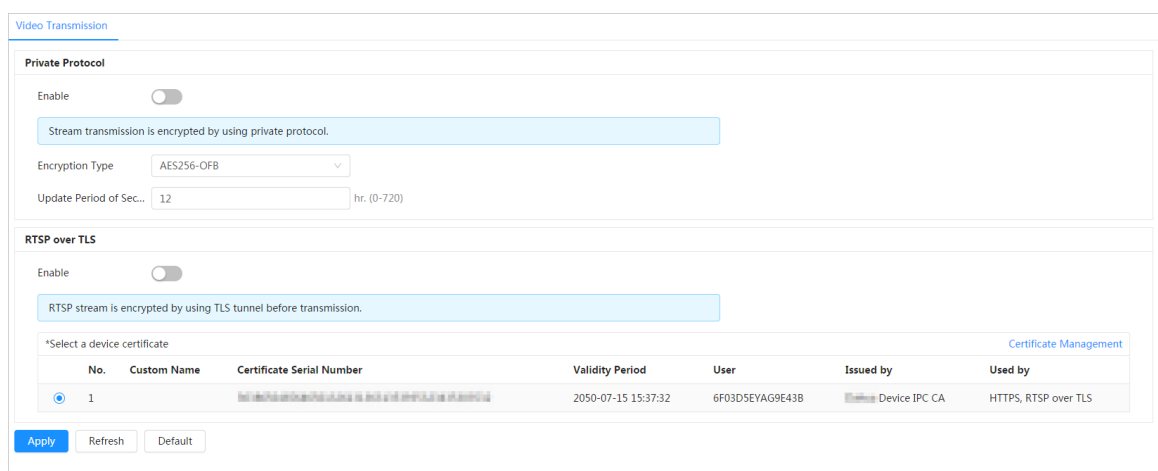 Video Transmission
Private Protocol
Enable
Stream transmission is encrypted by using private protocol.
Encryption Type AES256-OFB
Update Period of Sec... 12 hr. (0-720)
RTSP over TLS
Enable
RTSP stream is encrypted by using TLS tunnel before transmission.
*Select a device certificate Certificate Management
No. Custom Name Certificate Serial Number Validity Period User Issued by Used by
1 2050-07-15 15:37:32 6F03D5EYAG9E43B Device IPC CA HTTPS, RTSP over TLS
Apply Refresh Default